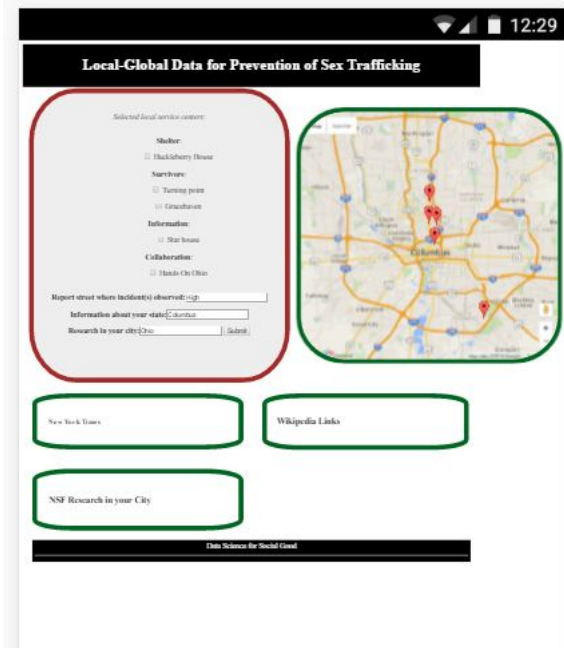 12:29
Local-Global Data for Prevention of Sex Trafficking
Selected local service centers:
Shelter:
Huckleberry House
Survivors:
Turning point
Gracehaven
Information:
Star house
Collaboration:
Hands On Ohio
Report street where incident(s) observed: High
Information about your state: Columbus
Research in your city: Ohio Submit
Columbus
New York Times
Wikipedia Links
NSF Research in your City
Data Science for Social Good